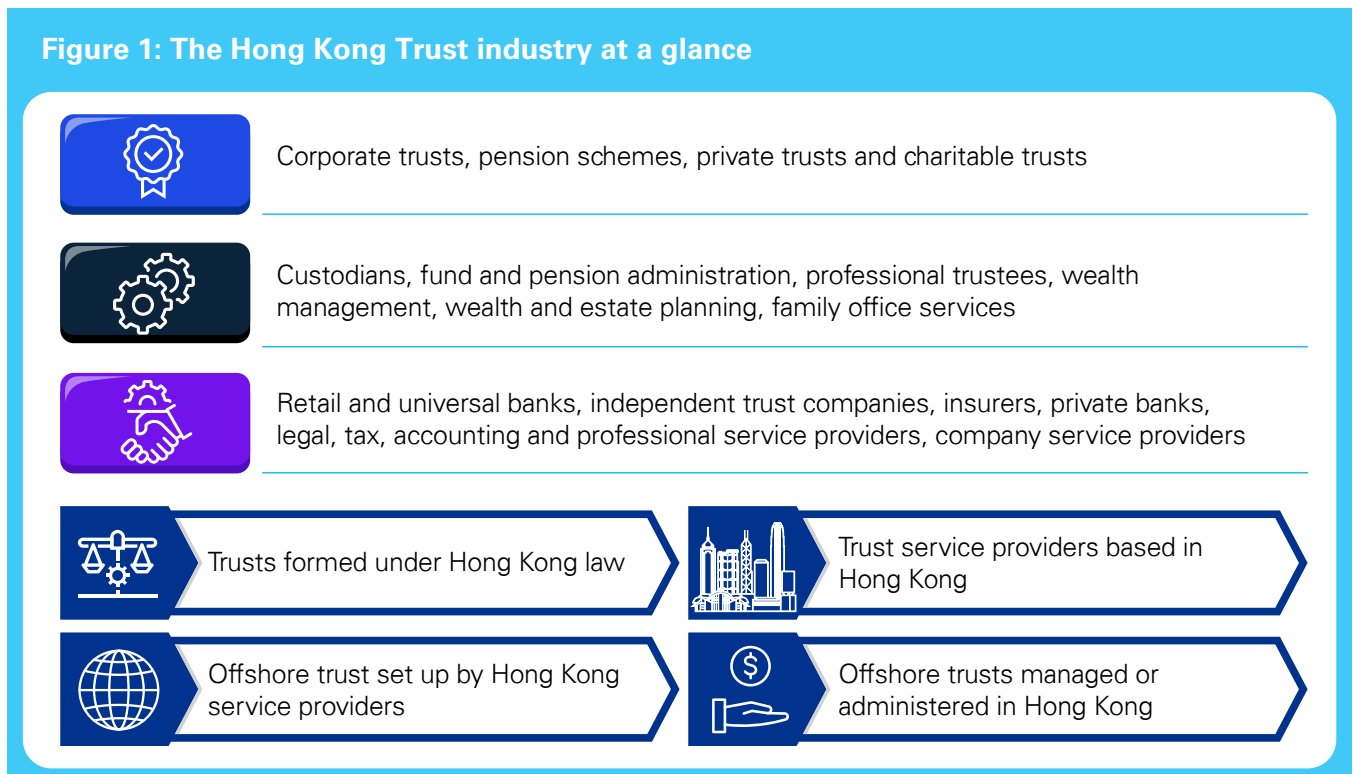 Figure 1: The Hong Kong Trust industry at a glance
Corporate trusts, pension schemes, private trusts and charitable trusts
Custodians, fund and pension administration, professional trustees, wealth
management, wealth and estate planning, family office services
Retail and universal banks, independent trust companies, insurers, private banks,
legal, tax, accounting and professional service providers, company service providers
Trusts formed under Hong Kong law
Trust service providers based in
Hong Kong
Offshore trust set up by Hong Kong
service providers
$
Offshore trusts managed or
administered in Hong Kong